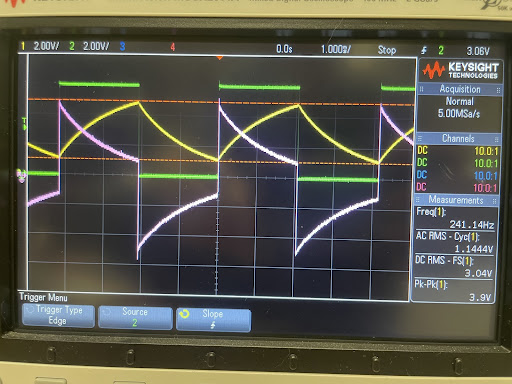 1 2.00V/ 2 2.00V/ 3 4 0.0s 1.000ms/ Stop 2 3.06V
KEYSIGHT
TECHNOLOGIES
Acquisition
Normal
5.00MSa/s
Channels
DC 10.0:1
DC 10.0:1
DC 10.0:1
DC 10.0:1
Measurements
Freq(1):
241.14Hz
AC RMS - Cyc(1):
1.1444V
DC RMS - FS(1):
3.04V
Pk-Pk(1):
3.9V
Trigger Menu
Trigger Type
Edge
Source
2
Slope